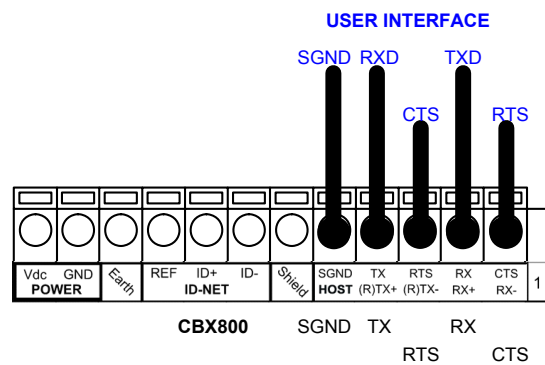 USER INTERFACE
SGND RXD TXD
CTS RTS
Vdc GND Earth REF ID+ ID- Shield SGND TX RTS RX CTS
POWER ID-NET HOST (R)TX+ (R)TX- RX+ RX- 1
CBX800 SGND TX RX
RTS CTS